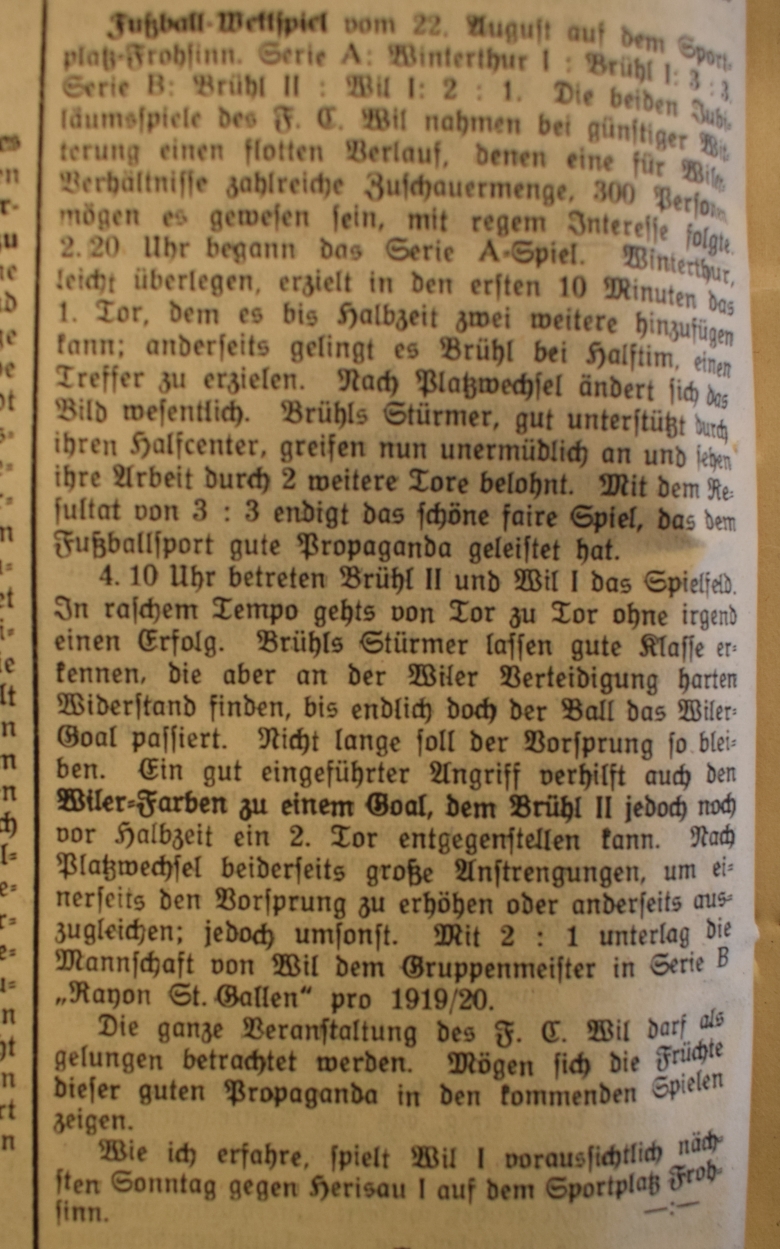 Fußball-Wettspiel vom 22. August auf dem Sport-
platz-Frohsinn. Serie A: Winterthur I : Brühl I: 3 : 3.
Serie B: Brühl II : Wil I: 2 : 1. Die beiden Jubi-
läumsspiele des F. C. Wil nahmen bei günstiger Wit-
terung einen flotten Verlauf, denen eine für Wiler
Verhältnisse zahlreiche Zuschauermenge, 300 Personen
mögen es gewesen sein, mit regem Interesse folgte.
2.20 Uhr begann das Serie A-Spiel. Winterthur,
leicht überlegen, erzielt in den ersten 10 Minuten das
1. Tor, dem es bis Halbzeit zwei weitere hinzufügen
kann; anderseits gelingt es Brühl bei Halftim, einen
Treffer zu erzielen. Nach Platzwechsel ändert sich das
Bild wesentlich. Brühls Stürmer, gut unterstützt durch
ihren Halfcenter, greifen nun unermüdlich an und sehen
ihre Arbeit durch 2 weitere Tore belohnt. Mit dem Re-
sultat von 3 : 3 endigt das schöne faire Spiel, das dem
Fußballsport gute Propaganda geleistet hat.
4. 10 Uhr betreten Brühl II und Wil I das Spielfeld.
In raschem Tempo gehts von Tor zu Tor ohne irgend
einen Erfolg. Brühls Stürmer lassen gute Klasse er-
kennen, die aber an der Wiler Verteidigung harten
Widerstand finden, bis endlich doch der Ball das Wiler-
Goal passiert. Nicht lange soll der Vorsprung so blei-
ben. Ein gut eingeführter Angriff verhilft auch den
Wiler-Farben zu einem Goal, dem Brühl II jedoch noch
vor Halbzeit ein 2. Tor entgegenstellen kann. Nach
Platzwechsel beiderseits große Anstrengungen, um ei-
nerseits den Vorsprung zu erhöhen oder anderseits aus-
zugleichen; jedoch umsonst. Mit 2 : 1 unterlag die
Mannschaft von Wil dem Gruppenmeister in Serie B
„Rayon St. Gallen“ pro 1919/20.
Die ganze Veranstaltung des F. C. Wil darf als
gelungen betrachtet werden. Mögen sich die Früchte
dieser guten Propaganda in den kommenden Spielen
zeigen.
Wie ich erfahre, spielt Wil I voraussichtlich näch-
sten Sonntag gegen Herisau I auf dem Sportplatz Froh-
sinn. —:—